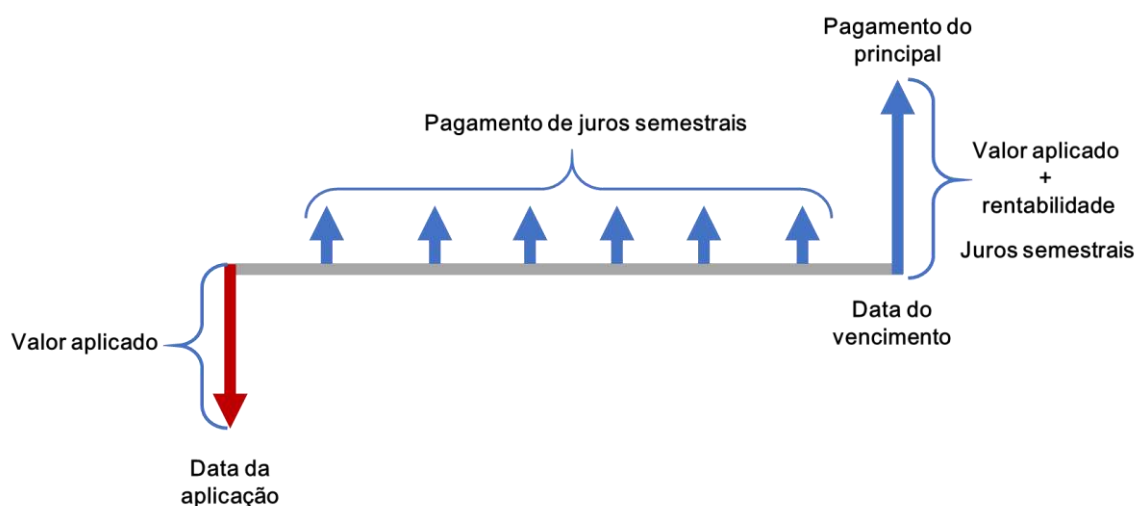 Pagamento do
principal
Pagamento de juros semestrais
Valor aplicado
+
rentabilidade
Juros semestrais
Valor aplicado
Data do
vencimento
Data da
aplicação